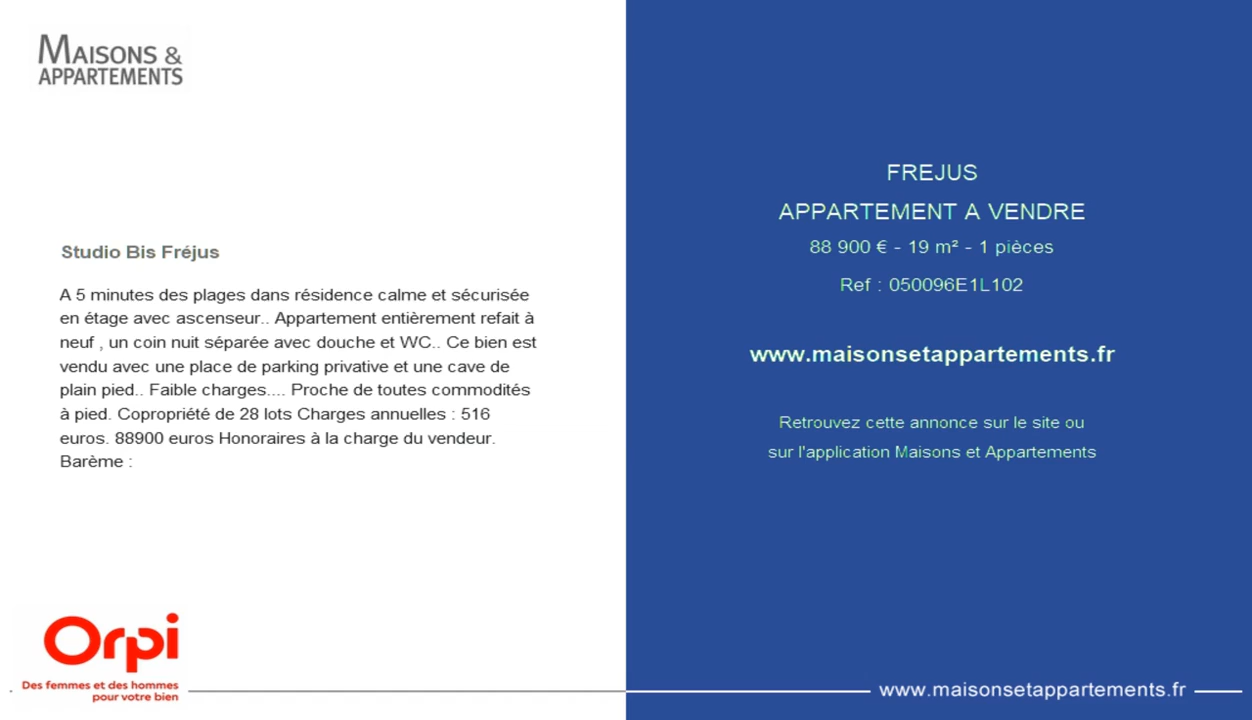 MAISONS &
APPARTEMENTS
Studio Bis Fréjus
A 5 minutes des plages dans résidence calme et sécurisée
en étage avec ascenseur.. Appartement entièrement refait à
neuf , un coin nuit séparée avec douche et WC.. Ce bien est
vendu avec une place de parking privative et une cave de
plain pied.. Faible charges.... Proche de toutes commodités
à pied. Copropriété de 28 lots Charges annuelles : 516
euros. 88900 euros Honoraires à la charge du vendeur.
Barème :
Orpi
Des femmes et des hommes
pour votre bien
FREJUS
APPARTEMENT A VENDRE
88 900 € - 19 m² - 1 pièces
Ref : 050096E1L102
www.maisonsetappartements.fr
Retrouvez cette annonce sur le site ou
sur l'application Maisons et Appartements
www.maisonsetappartements.fr